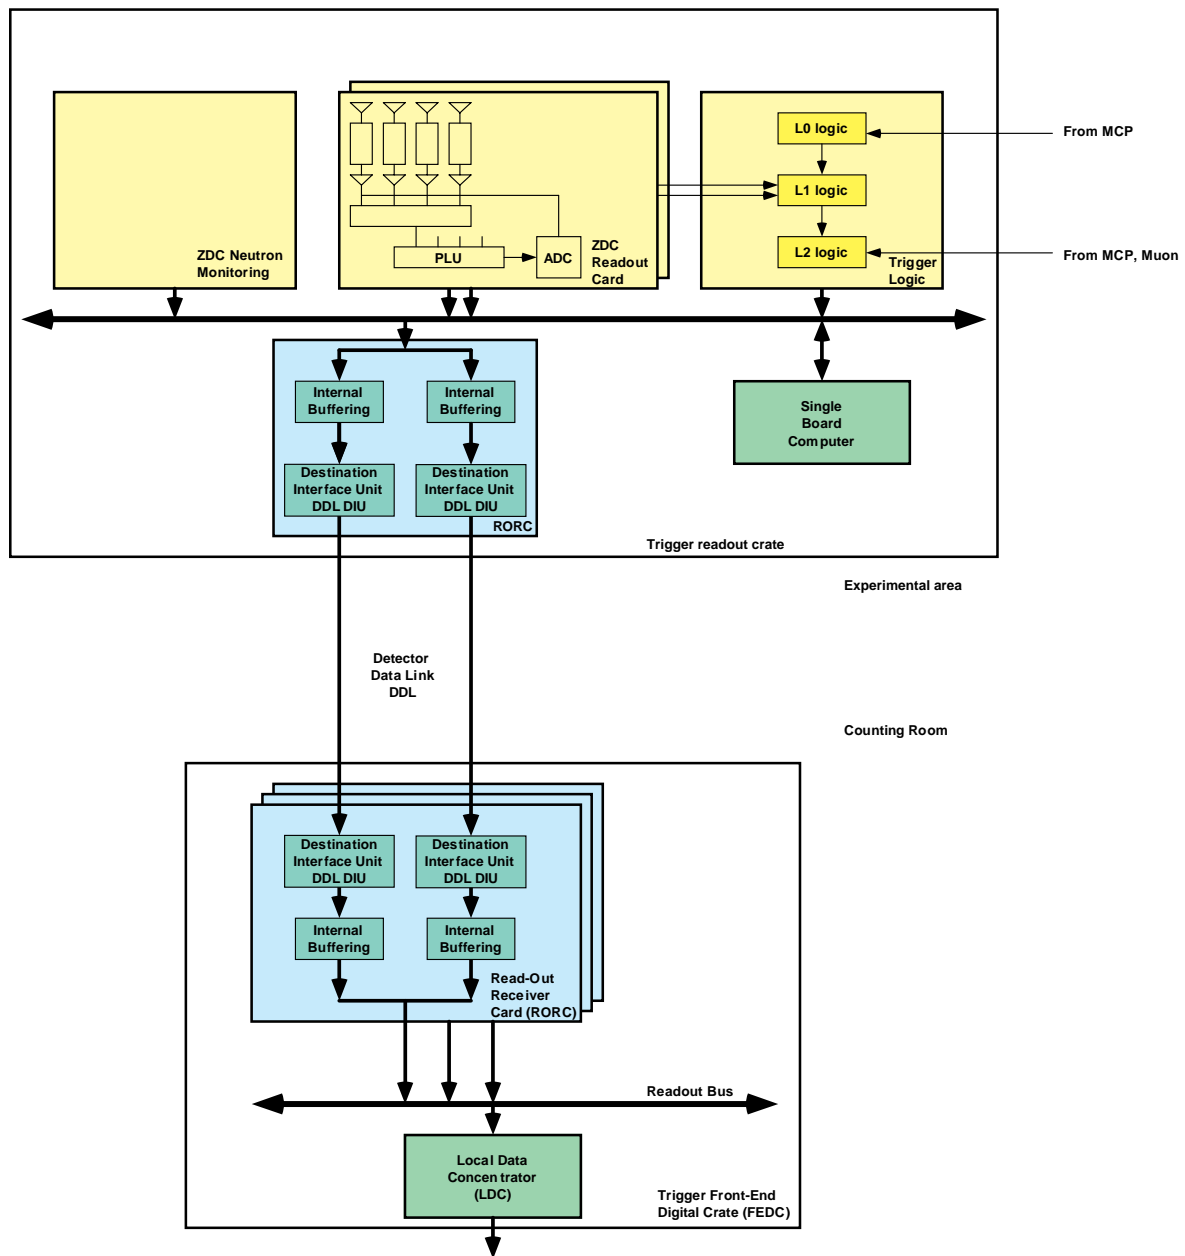 L0 logic
From MCP
L1 logic
L2 logic
From MCP, Muon
Trigger
Logic
ZDC Neutron
Monitoring
PLU
ADC
ZDC
Readout
Card
Internal
Buffering
Internal
Buffering
Single
Board
Computer
Destination
Interface Unit
DDL DIU
Destination
Interface Unit
DDL DIU
RORC
Trigger readout crate
Experimental area
Detector
Data Link
DDL
Counting Room
Destination
Interface Unit
DDL DIU
Destination
Interface Unit
DDL DIU
Internal
Buffering
Internal
Buffering
Read-Out
Receiver
Card (RORC)
Readout Bus
Local Data
Concentrator
(LDC)
Trigger Front-End
Digital Crate (FEDC)